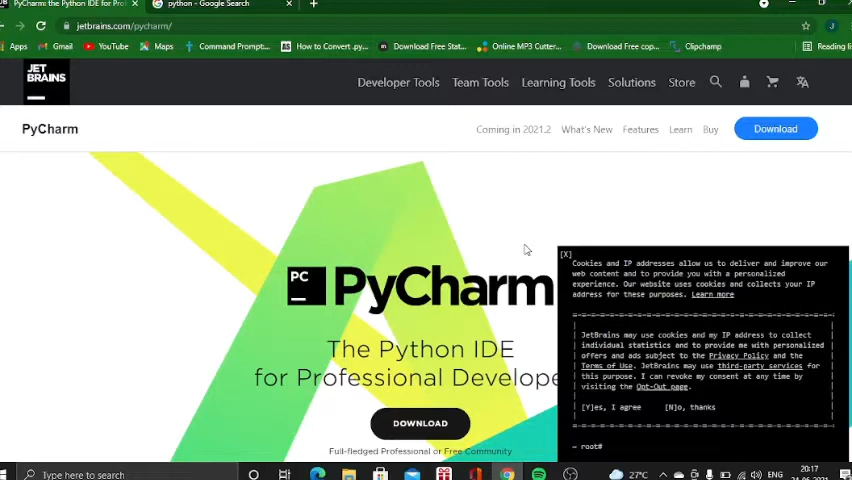 PyCharm: the Python IDE for Prof
python - Google Search
jetbrains.com/pycharm/
Apps Gmail YouTube Maps Command Prompt... How to Convert .py... Download Free Stat... Online MP3 Cutter... Download Free cop... Clipchamp Reading lis
JET
BRAINS
Developer Tools Team Tools Learning Tools Solutions Store
PyCharm
Coming in 2021.2 What's New Features Learn Buy Download
PC
PyCharm
The Python IDE
for Professional Develope
DOWNLOAD
Full-fledged Professional or Free Community
[X]
Cookies and IP addresses allow us to deliver and improve our
web content and to provide you with a personalized
experience. Our website uses cookies and collects your IP
address for these purposes. Learn more
JetBrains may use cookies and my IP address to collect
individual statistics and to provide me with personalized
offers and ads subject to the Privacy Policy and the
Terms of Use. JetBrains may use third-party services for
this purpose. I can revoke my consent at any time by
visiting the Opt-Out page.
[Y]es, I agree [N]o, thanks
~ root#
Type here to search
27°C
ENG
20:17
24-06-2021